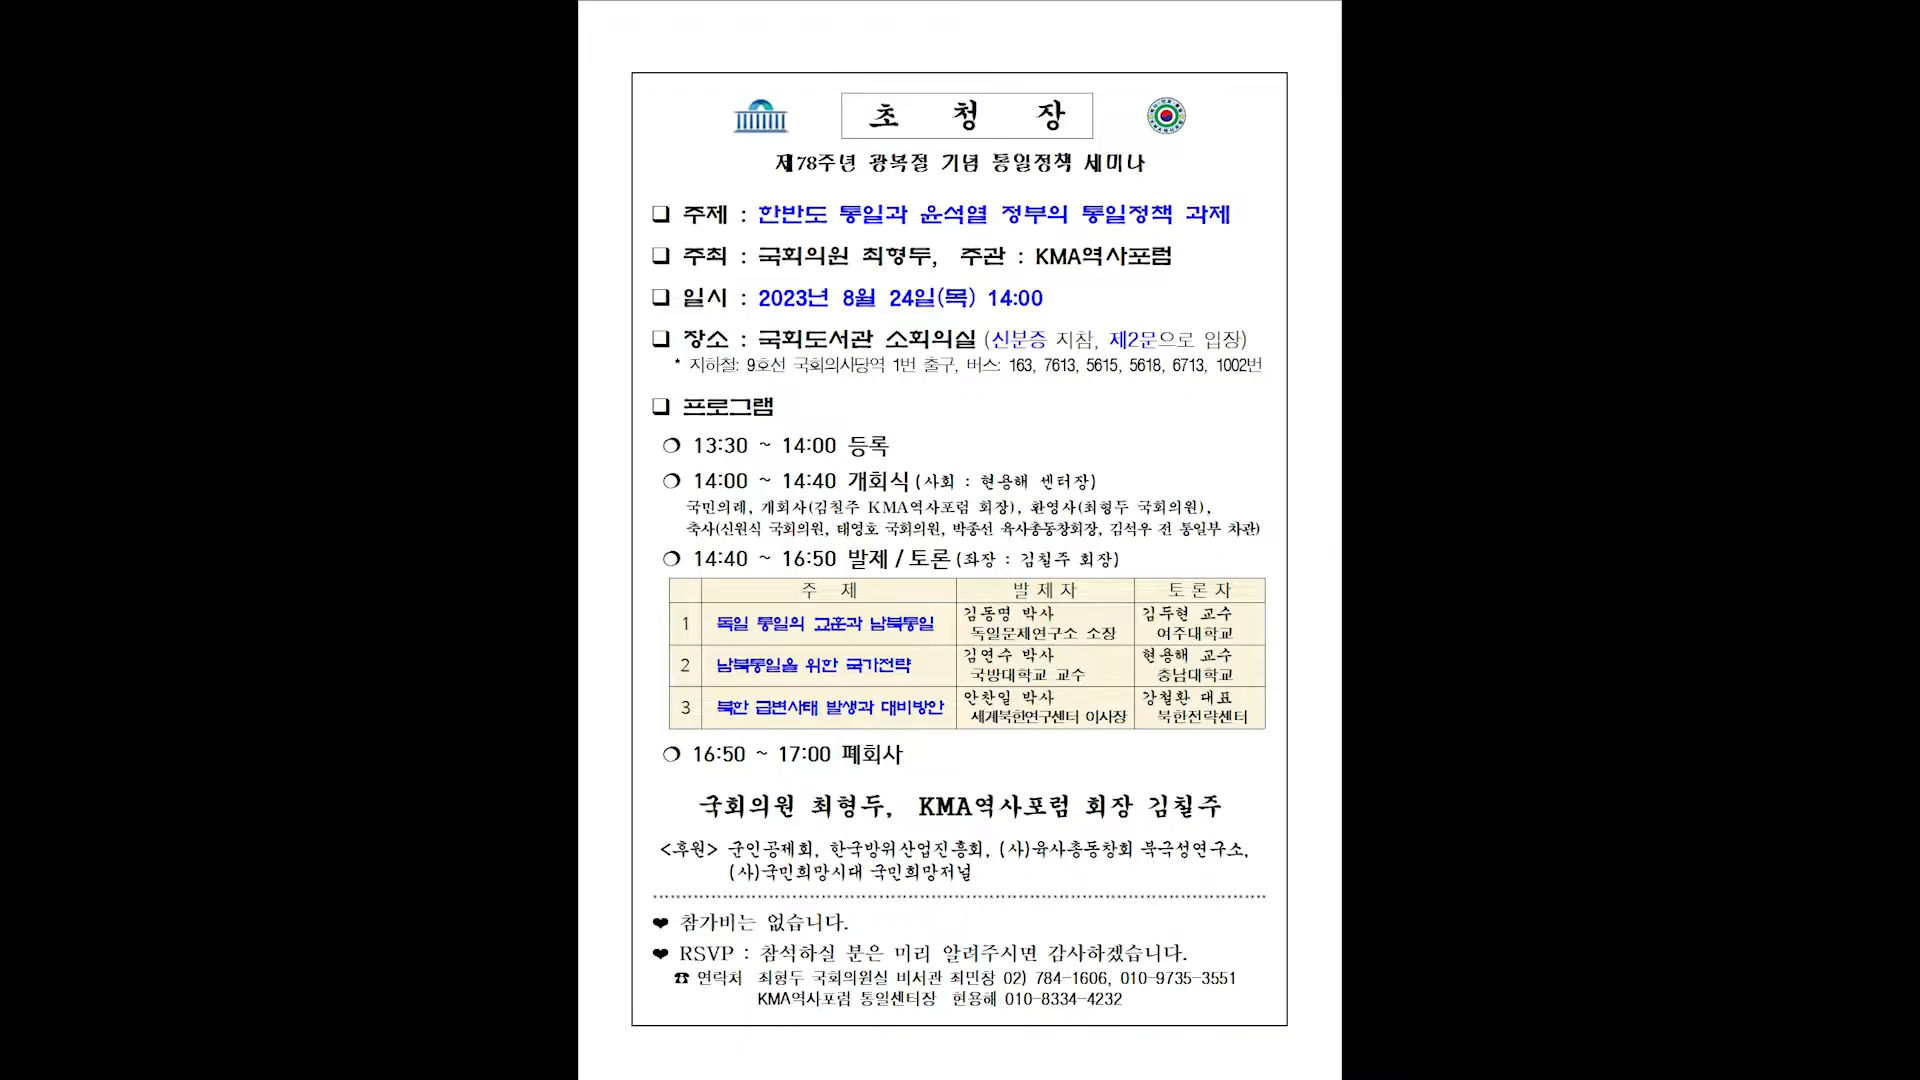 초 청 장
제78주년 광복절 기념 통일정책 세미나
❏ 주제 : 한반도 통일과 윤석열 정부의 통일정책 과제
❏ 주최 : 국회의원 최형두, 주관 : KMA역사포럼
❏ 일시 : 2023년 8월 24일(목) 14:00
❏ 장소 : 국회도서관 소회의실 (신분증 지참, 제2문으로 입장)
* 지하철: 9호선 국회의사당역 1번 출구, 버스: 163, 7613, 5615, 5618, 6713, 1002번
❏ 프로그램
❍ 13:30 ~ 14:00 등록
❍ 14:00 ~ 14:40 개회식 (사회 : 현용해 센터장)
국민의례, 개회사(김칠주 KMA역사포럼 회장), 환영사(최형두 국회의원),
축사(신원식 국회의원, 태영호 국회의원, 박종선 육사총동창회장, 김석우 전 통일부 차관)
❍ 14:40 ~ 16:50 발제 / 토론 (좌장 : 김칠주 회장)
주 제 발 제 자 토 론 자
1 독일 통일의 교훈과 남북통일 김동명 박사 독일문제연구소 소장 김두현 교수 여주대학교
2 남북통일을 위한 국가전략 김연수 박사 국방대학교 교수 현용해 교수 충남대학교
3 북한 급변사태 발생과 대비방안 안찬일 박사 세계북한연구센터 이사장 강철환 대표 북한전략센터
❍ 16:50 ~ 17:00 폐회사
국회의원 최형두, KMA역사포럼 회장 김칠주
<후원> 군인공제회, 한국방위산업진흥회, (사)육사총동창회 북극성연구소,
(사)국민희망시대 국민희망저널
❤ 참가비는 없습니다.
❤ RSVP : 참석하실 분은 미리 알려주시면 감사하겠습니다.
☎ 연락처 최형두 국회의원실 비서관 최민창 02) 784-1606, 010-9735-3551
KMA역사포럼 통일센터장 현용해 010-8334-4232